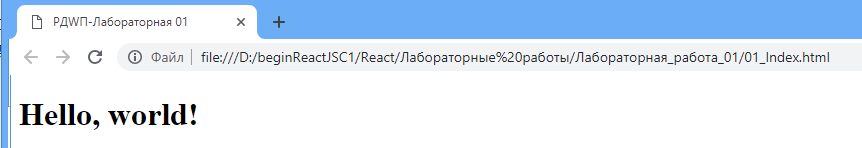 РДWП-Лабораторная 01
Файл file:///D:/beginReactJSC1/React/Лабораторные%20работы/Лабораторная_работа_01/01_Index.html
Hello, world!